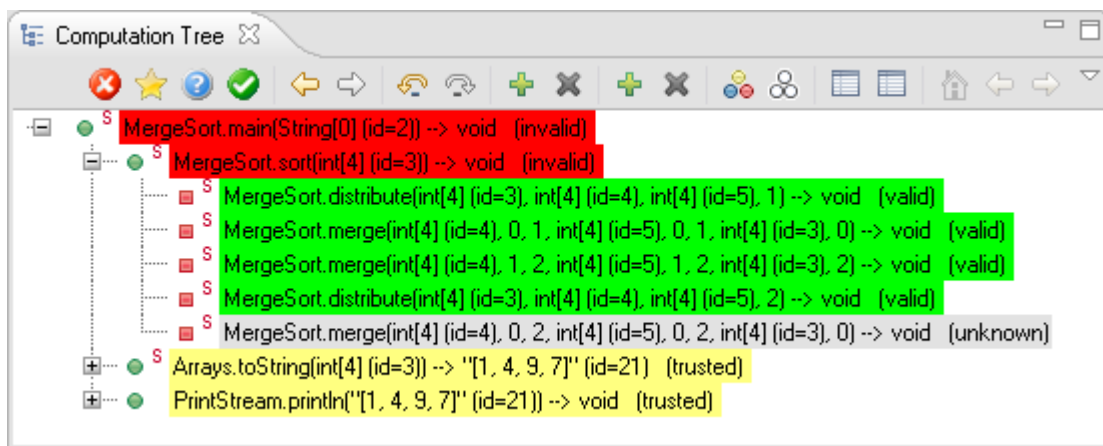 Computation Tree
S MergeSort.main(String[0] (id=2)) --> void (invalid)
S MergeSort.sort(int[4] (id=3)) --> void (invalid)
S MergeSort.distribute(int[4] (id=3), int[4] (id=4), int[4] (id=5), 1) --> void (valid)
S MergeSort.merge(int[4] (id=4), 0, 1, int[4] (id=5), 0, 1, int[4] (id=3), 0) --> void (valid)
S MergeSort.merge(int[4] (id=4), 1, 2, int[4] (id=5), 1, 2, int[4] (id=3), 2) --> void (valid)
S MergeSort.distribute(int[4] (id=3), int[4] (id=4), int[4] (id=5), 2) --> void (valid)
S MergeSort.merge(int[4] (id=4), 0, 2, int[4] (id=5), 0, 2, int[4] (id=3), 0) --> void (unknown)
S Arrays.toString(int[4] (id=3)) --> "[1, 4, 9, 7]" (id=21) (trusted)
PrintStream.println("[1, 4, 9, 7]" (id=21)) --> void (trusted)